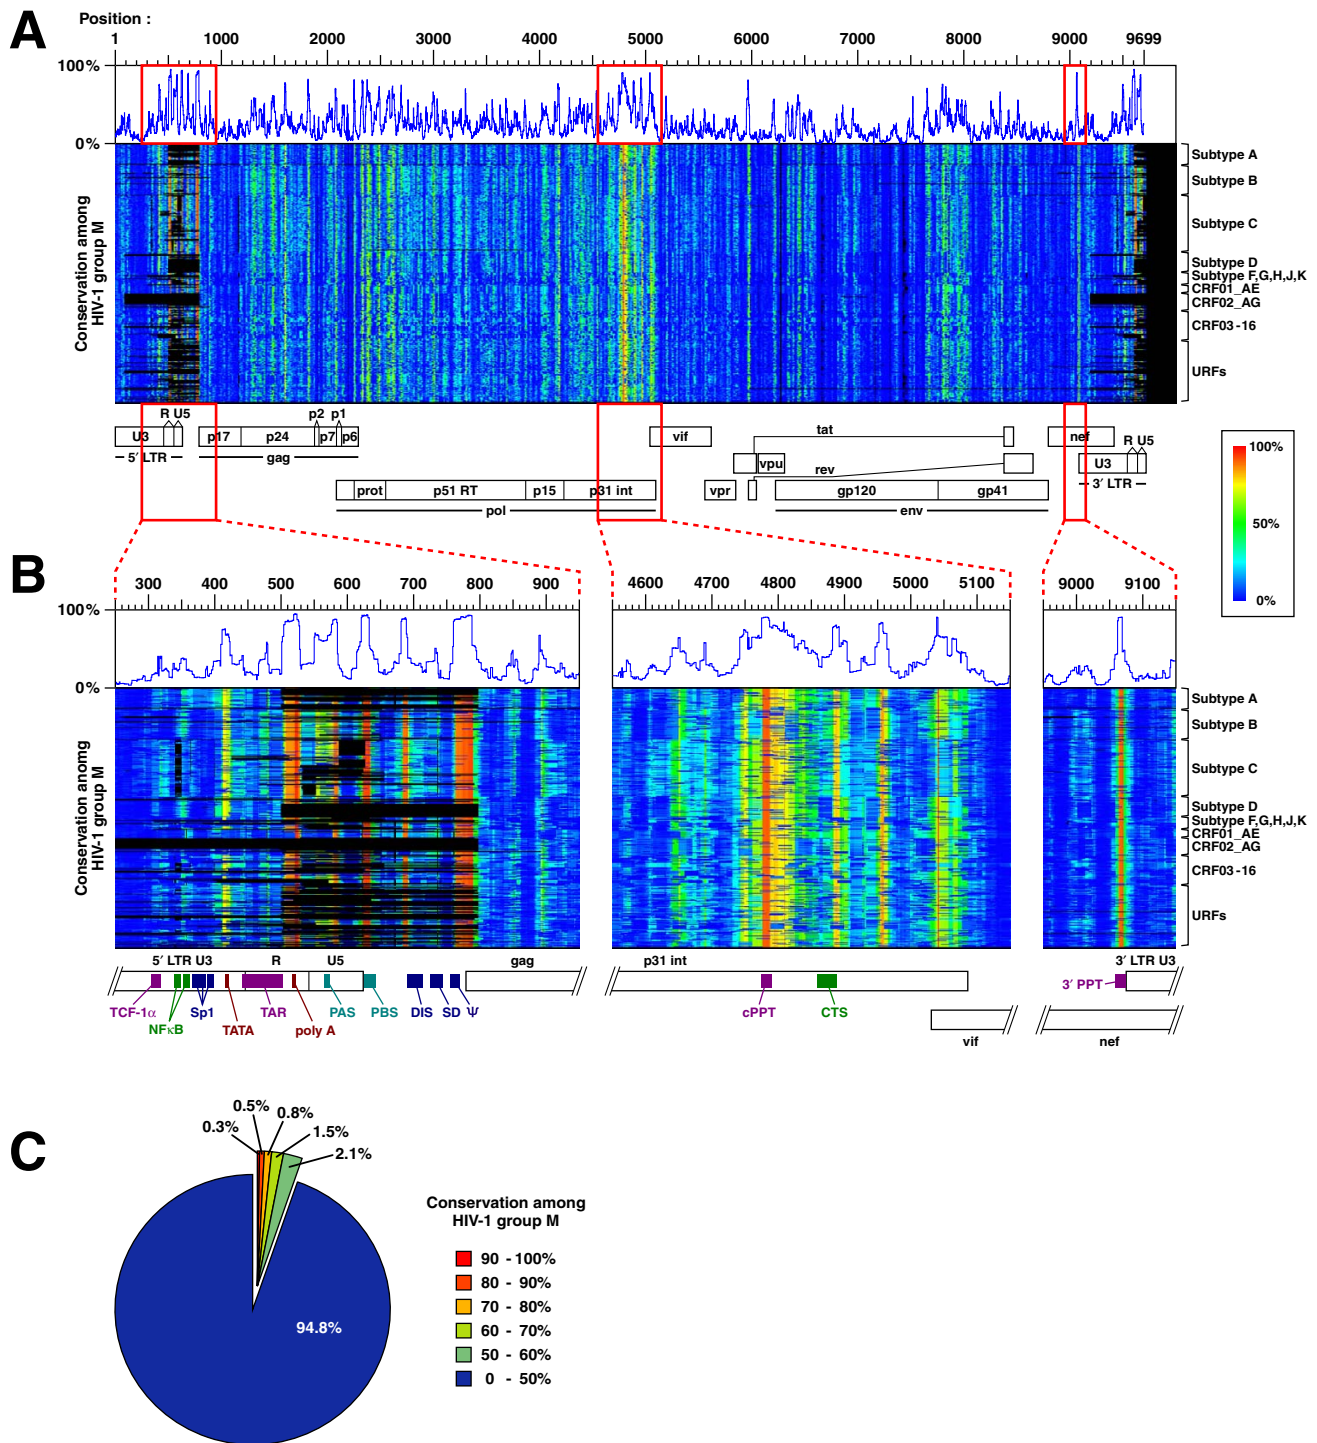 A
Position :
1 1000 2000 3000 4000 5000 6000 7000 8000 9000 9699
100%
0%
Conservation among
HIV-1 group M
Subtype A
Subtype B
Subtype C
Subtype D
Subtype F,G,H,J,K
CRF01_AE
CRF02_AG
CRF03-16
URFs
R U5 p2 p1
U3 p17 p24 p7 p6
5′ LTR gag
vif tat nef
R U5
vpu rev U3
3′ LTR
prot p51 RT p15 p31 int vpr gp120 gp41
pol env
100%
50%
0%
B
300 400 500 600 700 800 900
4600 4700 4800 4900 5000 5100
9000 9100
100%
0%
Conservation among
HIV-1 group M
Subtype A
Subtype B
Subtype C
Subtype D
Subtype F,G,H,J,K
CRF01_AE
CRF02_AG
CRF03-16
URFs
5′ LTR U3 R U5 gag
p31 int
3′ LTR U3
3′ PPT
TCF-1α Sp1 TAR PAS PBS DIS SD Ψ
NFκB TATA poly A
cPPT CTS
vif
nef
C
0.5% 0.8%
0.3% 1.5%
2.1%
94.8%
Conservation among
HIV-1 group M
90 - 100%
80 - 90%
70 - 80%
60 - 70%
50 - 60%
0 - 50%